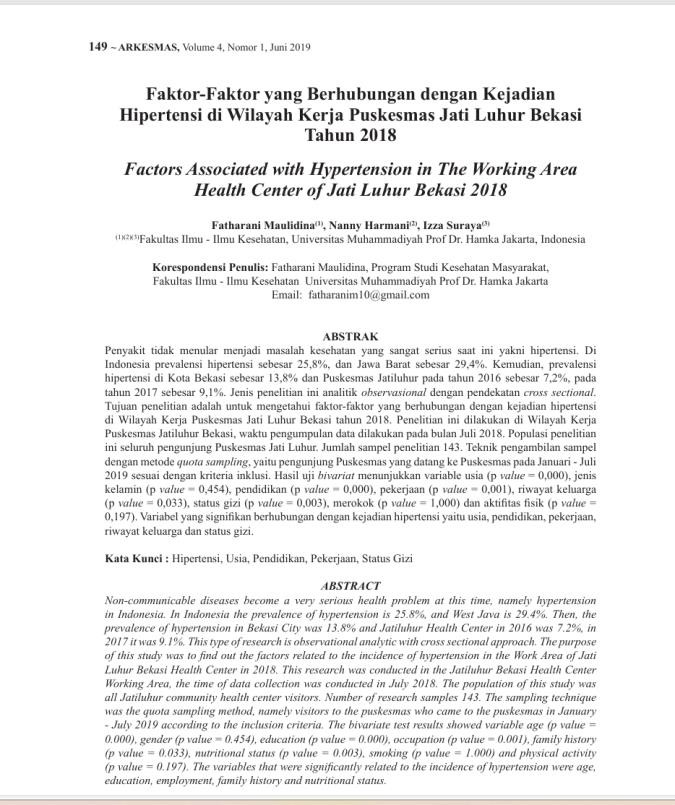 149 ~ ARKESMAS, Volume 4, Nomor 1, Juni 2019
Faktor-Faktor yang Berhubungan dengan Kejadian
Hipertensi di Wilayah Kerja Puskesmas Jati Luhur Bekasi
Tahun 2018
Factors Associated with Hypertension in The Working Area
Health Center of Jati Luhur Bekasi 2018
Fatharani Maulidina(1), Nanny Harmani(2), Izza Suraya(3)
(1)(2)(3)Fakultas Ilmu - Ilmu Kesehatan, Universitas Muhammadiyah Prof Dr. Hamka Jakarta, Indonesia
Korespondensi Penulis: Fatharani Maulidina, Program Studi Kesehatan Masyarakat,
Fakultas Ilmu - Ilmu Kesehatan Universitas Muhammadiyah Prof Dr. Hamka Jakarta
Email: fatharanim10@gmail.com
ABSTRAK
Penyakit tidak menular menjadi masalah kesehatan yang sangat serius saat ini yakni hipertensi. Di
Indonesia prevalensi hipertensi sebesar 25,8%, dan Jawa Barat sebesar 29,4%. Kemudian, prevalensi
hipertensi di Kota Bekasi sebesar 13,8% dan Puskesmas Jatiluhur pada tahun 2016 sebesar 7,2%, pada
tahun 2017 sebesar 9,1%. Jenis penelitian ini analitik observasional dengan pendekatan cross sectional.
Tujuan penelitian adalah untuk mengetahui faktor-faktor yang berhubungan dengan kejadian hipertensi
di Wilayah Kerja Puskesmas Jati Luhur Bekasi tahun 2018. Penelitian ini dilakukan di Wilayah Kerja
Puskesmas Jatiluhur Bekasi, waktu pengumpulan data dilakukan pada bulan Juli 2018. Populasi penelitian
ini seluruh pengunjung Puskesmas Jati Luhur. Jumlah sampel penelitian 143. Teknik pengambilan sampel
dengan metode quota sampling, yaitu pengunjung Puskesmas yang datang ke Puskesmas pada Januari - Juli
2019 sesuai dengan kriteria inklusi. Hasil uji bivariat menunjukkan variable usia (p value = 0,000), jenis
kelamin (p value = 0,454), pendidikan (p value = 0,000), pekerjaan (p value = 0,001), riwayat keluarga
(p value = 0,033), status gizi (p value = 0,003), merokok (p value = 1,000) dan aktifitas fisik (p value =
0,197). Variabel yang signifikan berhubungan dengan kejadian hipertensi yaitu usia, pendidikan, pekerjaan,
riwayat keluarga dan status gizi.
Kata Kunci : Hipertensi, Usia, Pendidikan, Pekerjaan, Status Gizi
ABSTRACT
Non-communicable diseases become a very serious health problem at this time, namely hypertension
in Indonesia. In Indonesia the prevalence of hypertension is 25.8%, and West Java is 29.4%. Then, the
prevalence of hypertension in Bekasi City was 13.8% and Jatiluhur Health Center in 2016 was 7.2%, in
2017 it was 9.1%. This type of research is observational analytic with cross sectional approach. The purpose
of this study was to find out the factors related to the incidence of hypertension in the Work Area of Jati
Luhur Bekasi Health Center in 2018. This research was conducted in the Jatiluhur Bekasi Health Center
Working Area, the time of data collection was conducted in July 2018. The population of this study was
all Jatiluhur community health center visitors. Number of research samples 143. The sampling technique
was the quota sampling method, namely visitors to the puskesmas who came to the puskesmas in January
- July 2019 according to the inclusion criteria. The bivariate test results showed variable age (p value =
0.000), gender (p value = 0.454), education (p value = 0.000), occupation (p value = 0.001), family history
(p value = 0.033), nutritional status (p value = 0.003), smoking (p value = 1.000) and physical activity
(p value = 0.197). The variables that were significantly related to the incidence of hypertension were age,
education, employment, family history and nutritional status.